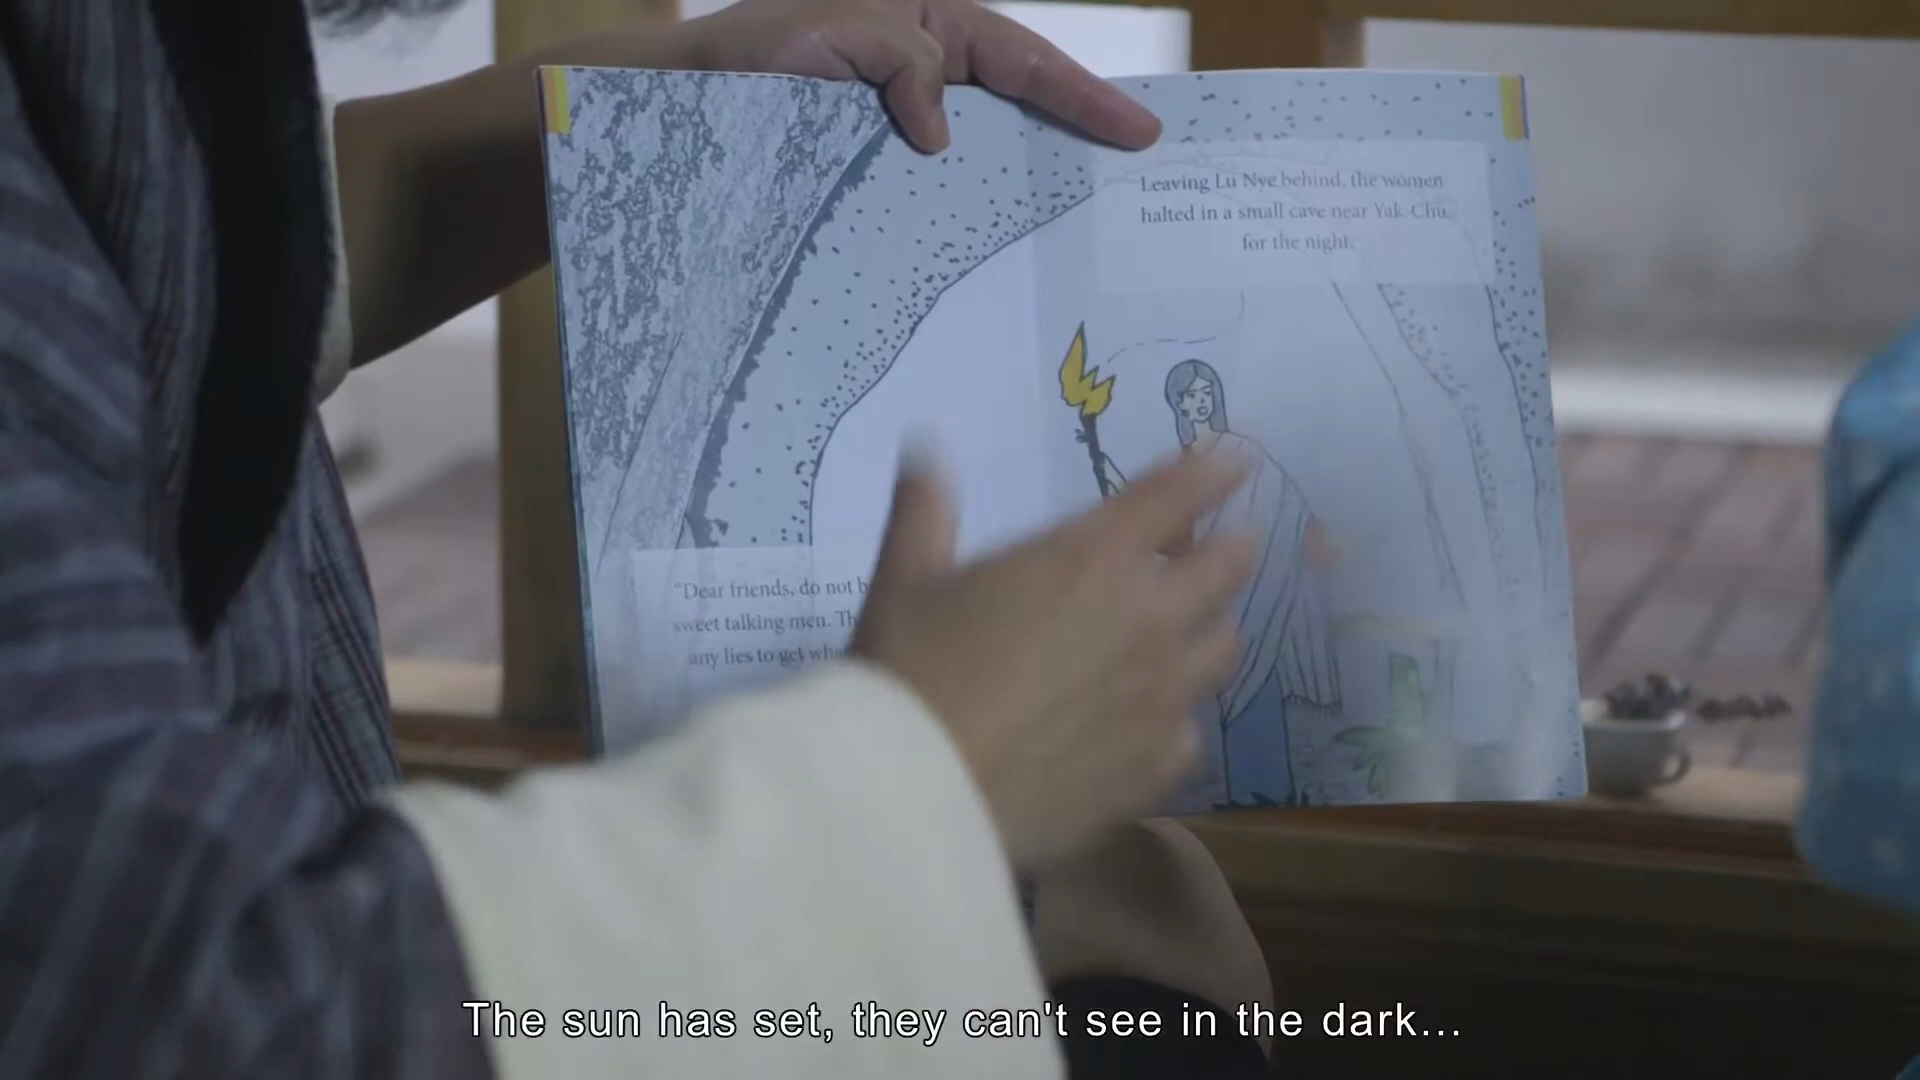 Leaving Lu Nye behind, the women
halted in a small cave near Yak-Chu
for the night.
"Dear friends, do not
sweet talking men.
any lies to get
The sun has set, they can't see in the dark...